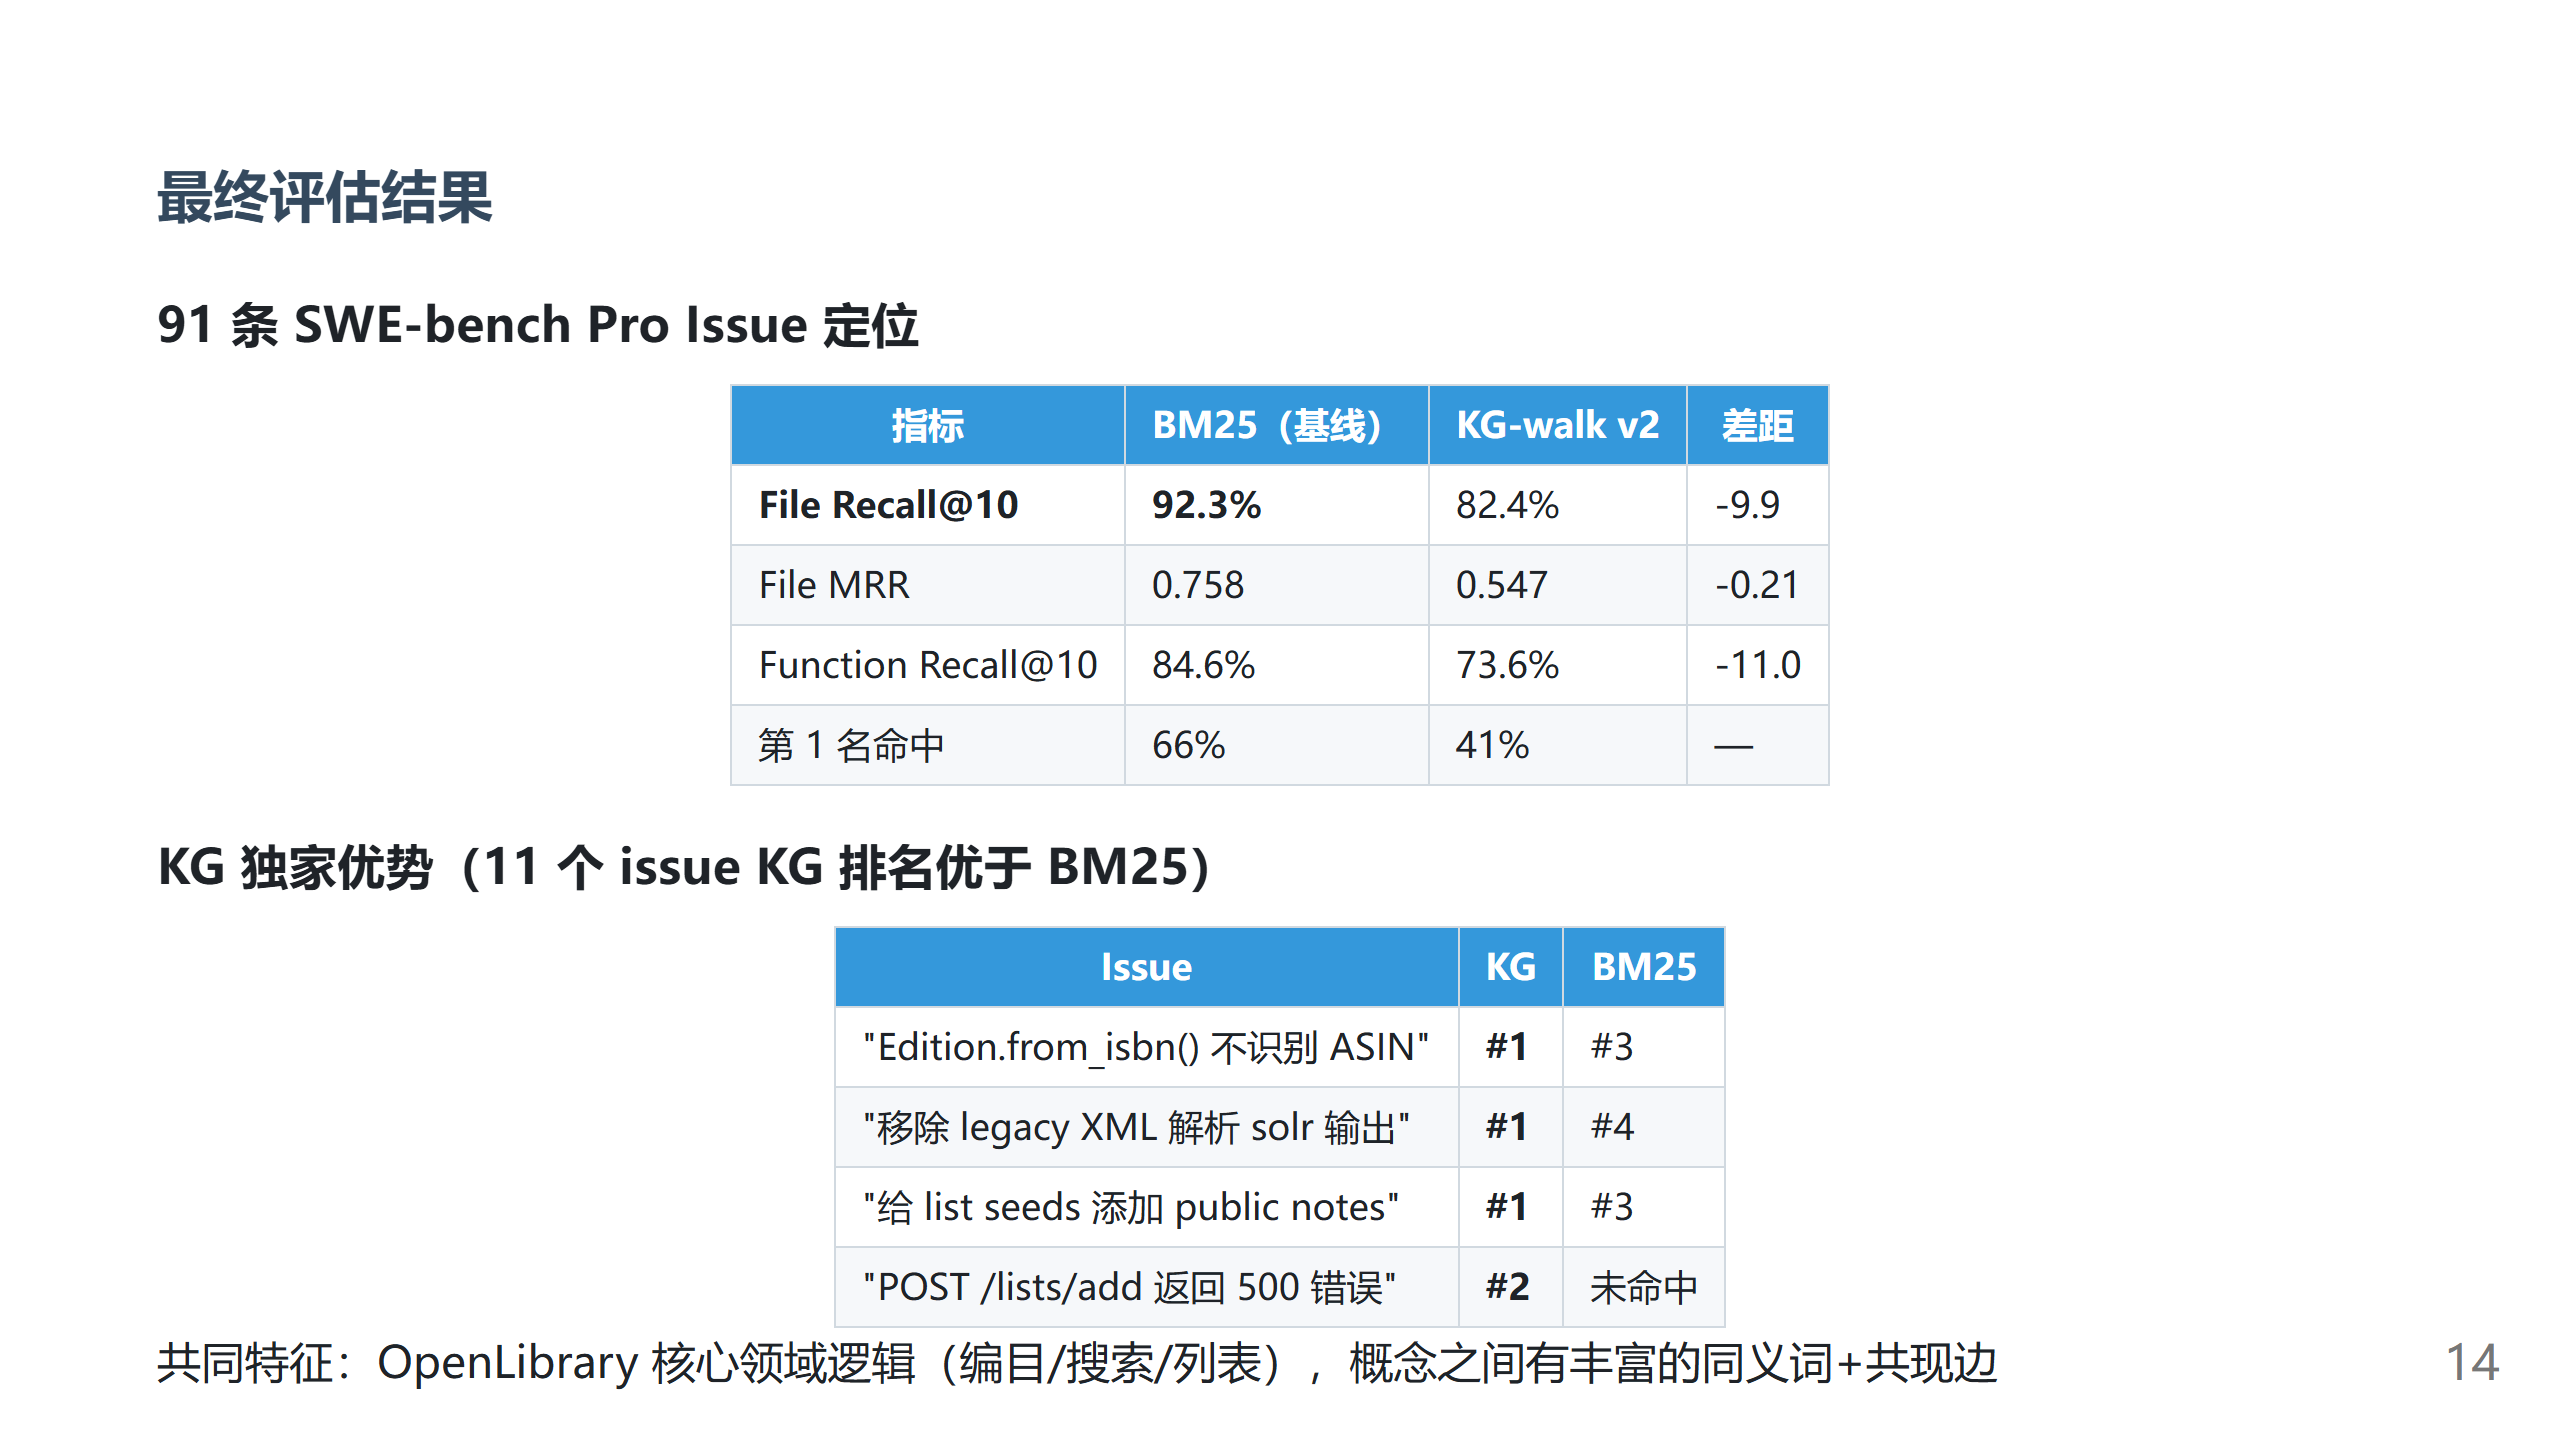 最终评估结果
91 条 SWE-bench Pro Issue 定位
指标 BM25（基线） KG-walk v2 差距
File Recall@10 92.3% 82.4% -9.9
File MRR 0.758 0.547 -0.21
Function Recall@10 84.6% 73.6% -11.0
第 1 名命中 66% 41% —
KG 独家优势（11 个 issue KG 排名优于 BM25）
Issue KG BM25
"Edition.from_isbn() 不识别 ASIN" #1 #3
"移除 legacy XML 解析 solr 输出" #1 #4
"给 list seeds 添加 public notes" #1 #3
"POST /lists/add 返回 500 错误" #2 未命中
共同特征：OpenLibrary 核心领域逻辑（编目/搜索/列表），概念之间有丰富的同义词+共现边
14